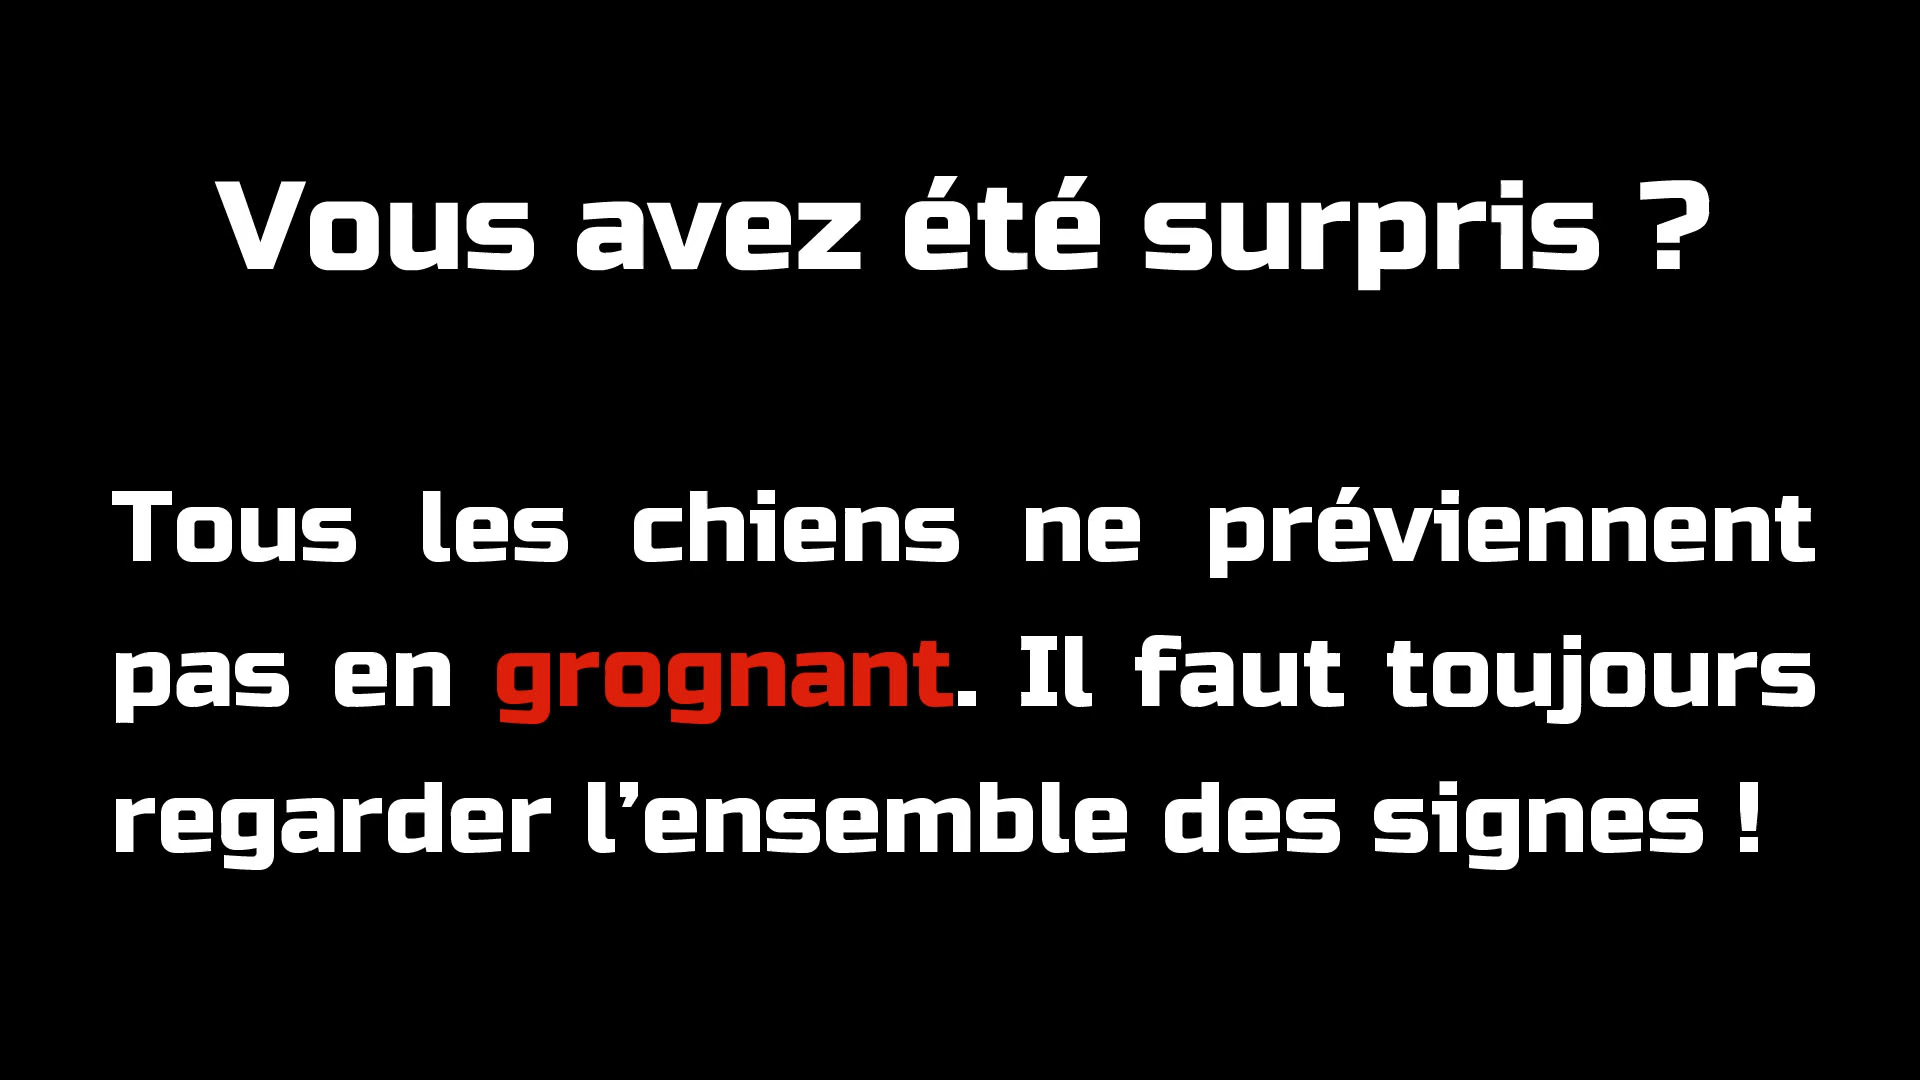 Vous avez été surpris ?
Tous les chiens ne préviennent
pas en grognant. Il faut toujours
regarder l’ensemble des signes !